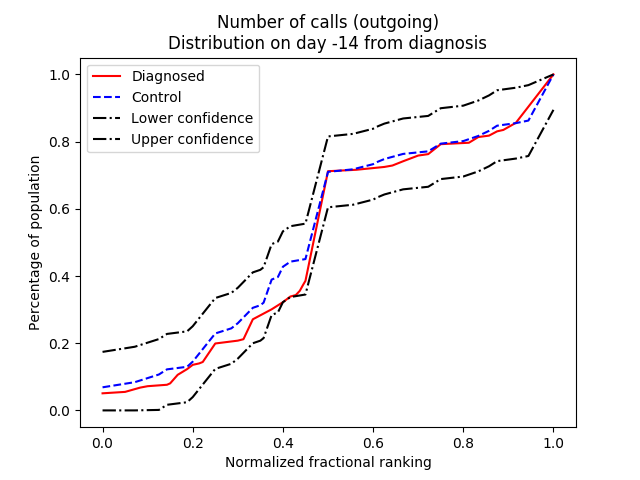 Number of calls (outgoing)
Distribution on day -14 from diagnosis
Diagnosed
Control
Lower confidence
Upper confidence
1.0
0.8
0.6
0.4
0.2
0.0
Percentage of population
0.0 0.2 0.4 0.6 0.8 1.0
Normalized fractional ranking